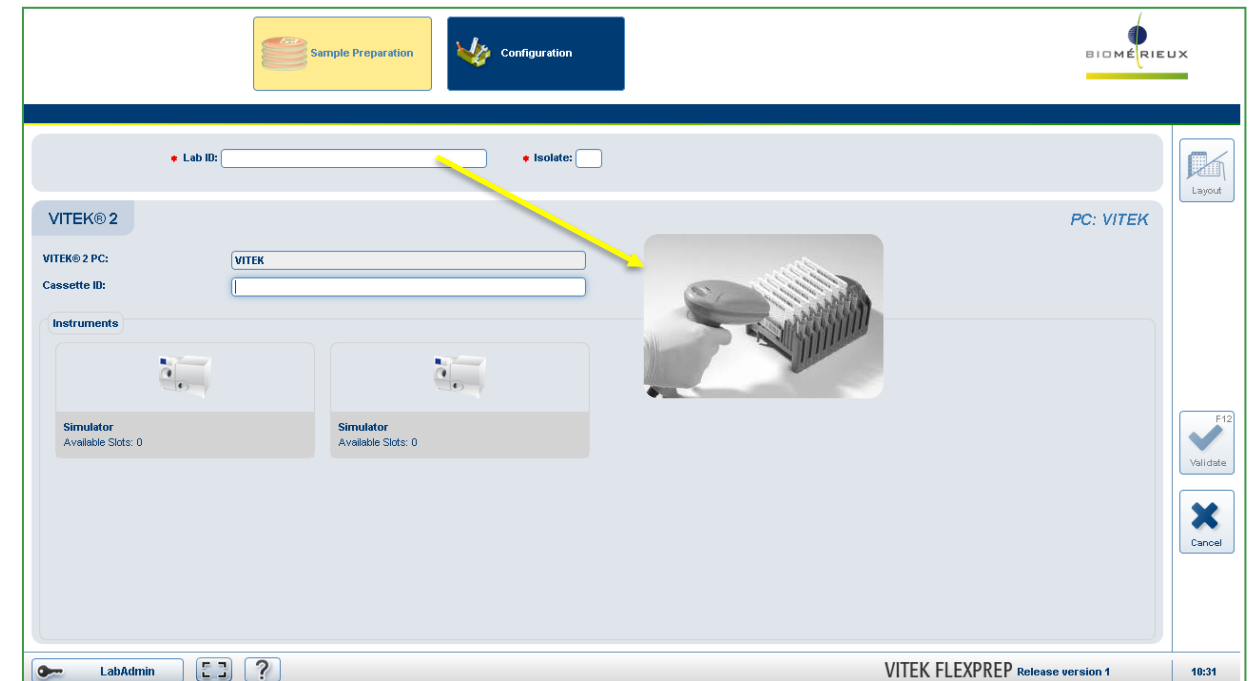 Sample Preparation
Configuration
BIOMÉRIEUX
* Lab ID:
* Isolate:
Layout
VITEK® 2
PC: VITEK
VITEK® 2 PC:
VITEK
Cassette ID:
Instruments
Simulator
Available Slots: 0
Simulator
Available Slots: 0
F12
Validate
Cancel
LabAdmin
?
VITEK FLEXPREP Release version 1
10:31